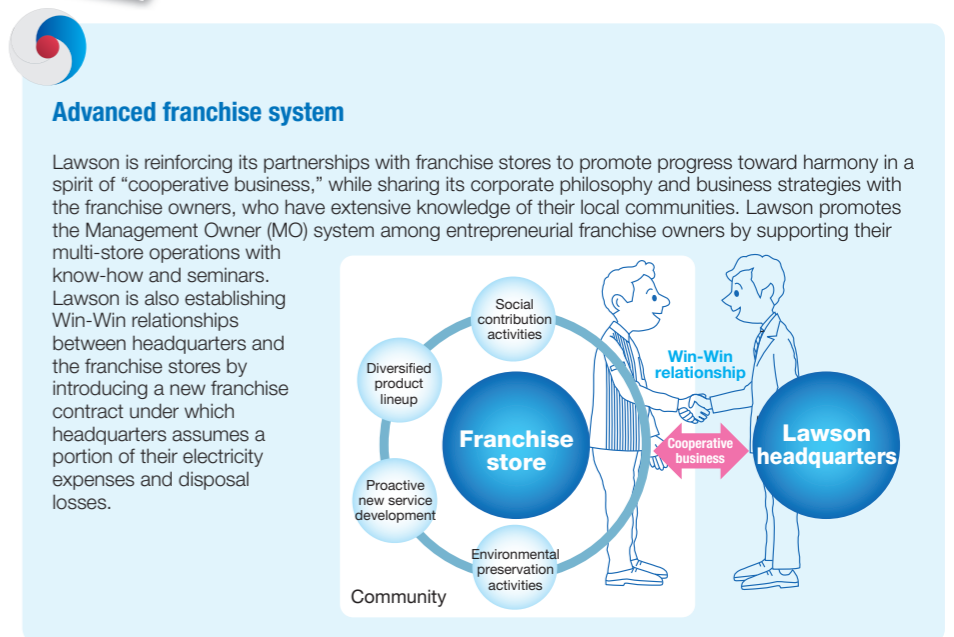 Advanced franchise system
Lawson is reinforcing its partnerships with franchise stores to promote progress toward harmony in a
spirit of “cooperative business,” while sharing its corporate philosophy and business strategies with
the franchise owners, who have extensive knowledge of their local communities. Lawson promotes
the Management Owner (MO) system among entrepreneurial franchise owners by supporting their
multi-store operations with
know-how and seminars.
Lawson is also establishing
Win-Win relationships
between headquarters and
the franchise stores by
introducing a new franchise
contract under which
headquarters assumes a
portion of their electricity
expenses and disposal
losses.
Social
contribution
activities
Diversified
product
lineup
Proactive
new service
development
Environmental
preservation
activities
Franchise
store
Community
Win-Win
relationship
Cooperative
business
Lawson
headquarters